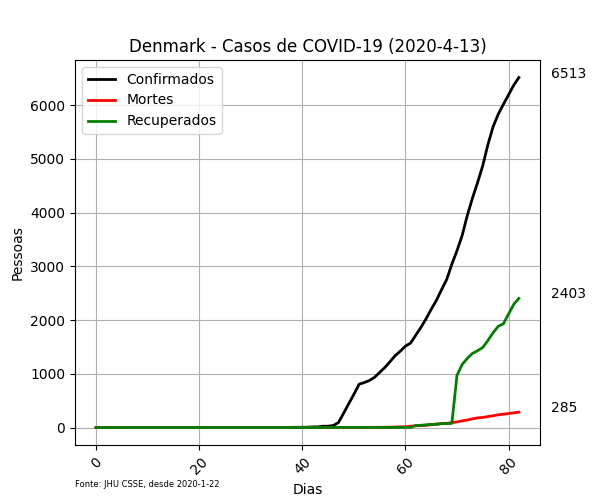 Denmark - Casos de COVID-19 (2020-4-13)
Confirmados
Mortes
Recuperados
6513
2403
285
Pessoas
6000
5000
4000
3000
2000
1000
0
0
20
40
60
80
Dias
Fonte: JHU CSSE, desde 2020-1-22